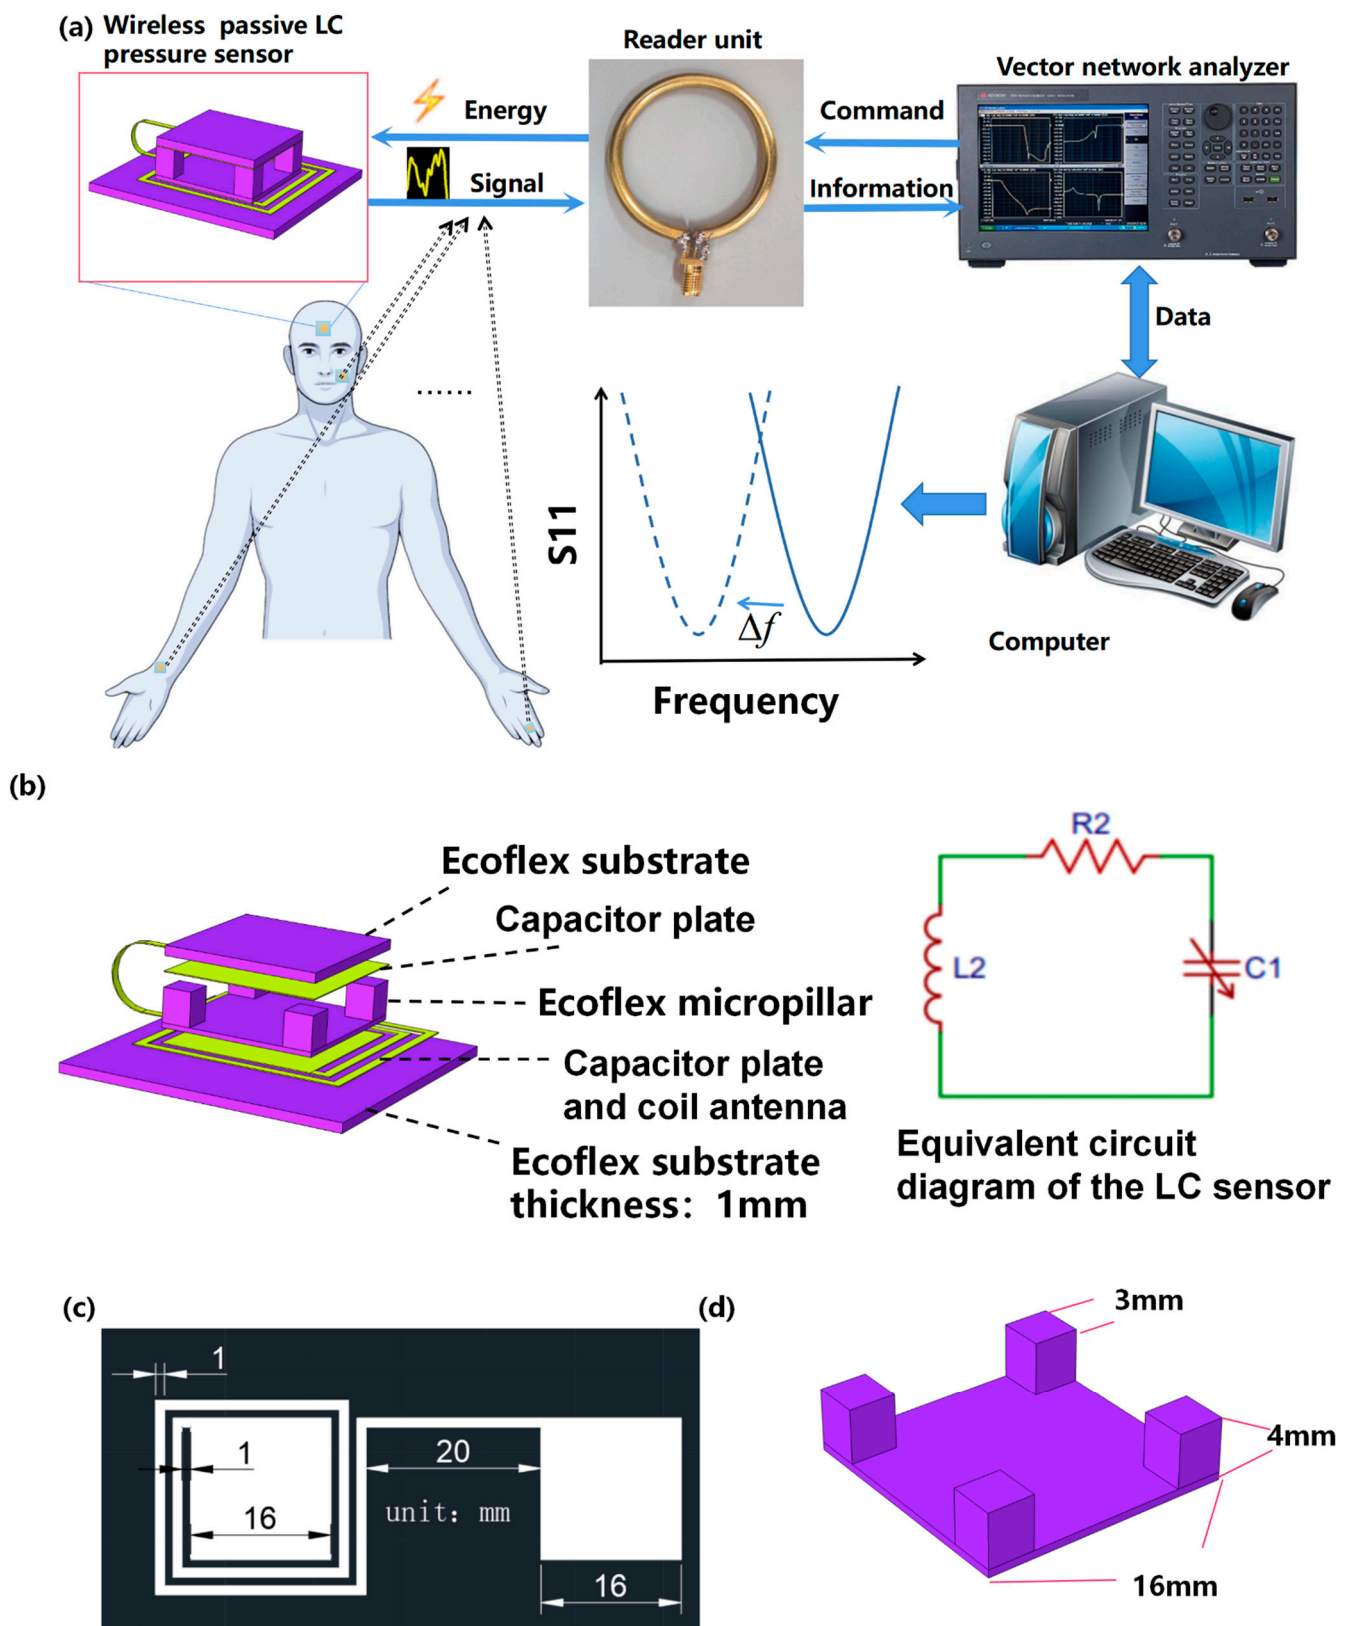 (a) Wireless passive LC
pressure sensor
Reader unit
Vector network analyzer
Energy
Command
Signal
Information
Data
......
S11
Δf
Frequency
Computer
(b)
Ecoflex substrate
Capacitor plate
Ecoflex micropillar
Capacitor plate
and coil antenna
Ecoflex substrate
thickness: 1mm
R2
L2
C1
Equivalent circuit
diagram of the LC sensor
(c)
1
1
20
unit: mm
16
16
(d)
3mm
4mm
16mm